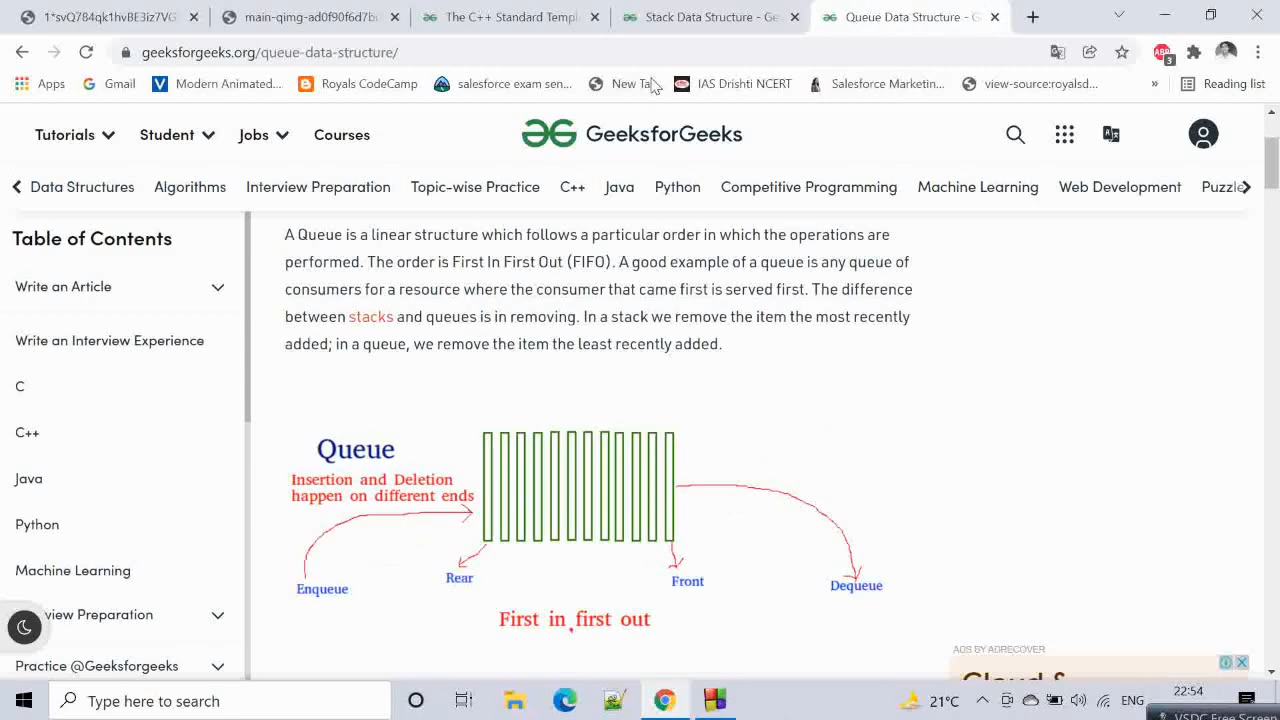 1*svQ784qk1hvBE3iz7VG
main-qimg-ad0f90f6d7b
The C++ Standard Templ
Stack Data Structure - Ge
Queue Data Structure - G
geeksforgeeks.org/queue-data-structure/
3
Apps
Gmail
Modern Animated...
Royals CodeCamp
salesforce exam sen...
New Tab
IAS Drishti NCERT
Salesforce Marketin...
view-source:royalsd...
»
Reading list
Tutorials
Student
Jobs
Courses
GeeksforGeeks
Data Structures
Algorithms
Interview Preparation
Topic-wise Practice
C++
Java
Python
Competitive Programming
Machine Learning
Web Development
Puzzle
Table of Contents
Write an Article
Write an Interview Experience
C
C++
Java
Python
Machine Learning
view Preparation
Practice @Geeksforgeeks
A Queue is a linear structure which follows a particular order in which the operations are
performed. The order is First In First Out (FIFO). A good example of a queue is any queue of
consumers for a resource where the consumer that came first is served first. The difference
between stacks and queues is in removing. In a stack we remove the item the most recently
added; in a queue, we remove the item the least recently added.
Queue
Insertion and Deletion
happen on different ends
Enqueue
Rear
Front
Dequeue
First in first out
ADS BY ADRECOVER
Cloud &
Type here to search
21°C
ENG
22:54
VSDC Free Screen